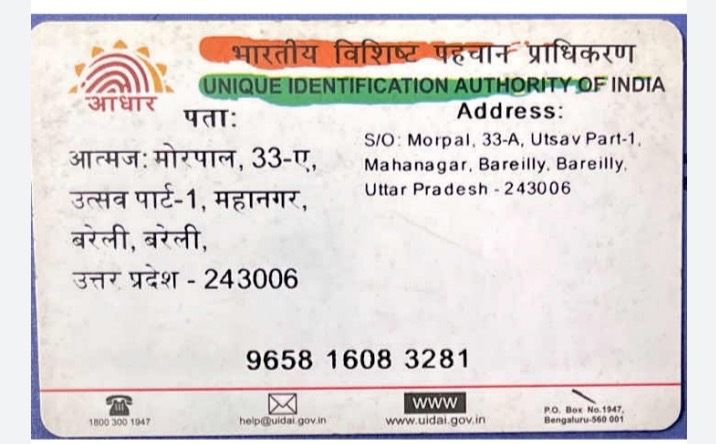 भारतीय विशिष्ट पहचान प्राधिकरण
UNIQUE IDENTIFICATION AUTHORITY OF INDIA
आधार
पता:
आत्मज: मोरपाल, 33-ए,
उत्सव पार्ट-1, महानगर,
बरेली, बरेली,
उत्तर प्रदेश - 243006
Address:
S/O: Morpal, 33-A, Utsav Part-1,
Mahanagar, Bareilly, Bareilly,
Uttar Pradesh - 243006
9658 1608 3281
1800 300 1947
help@uidai.gov.in
WWW
www.uidai.gov.in
P.O. Box No.1947,
Bengaluru-560 001